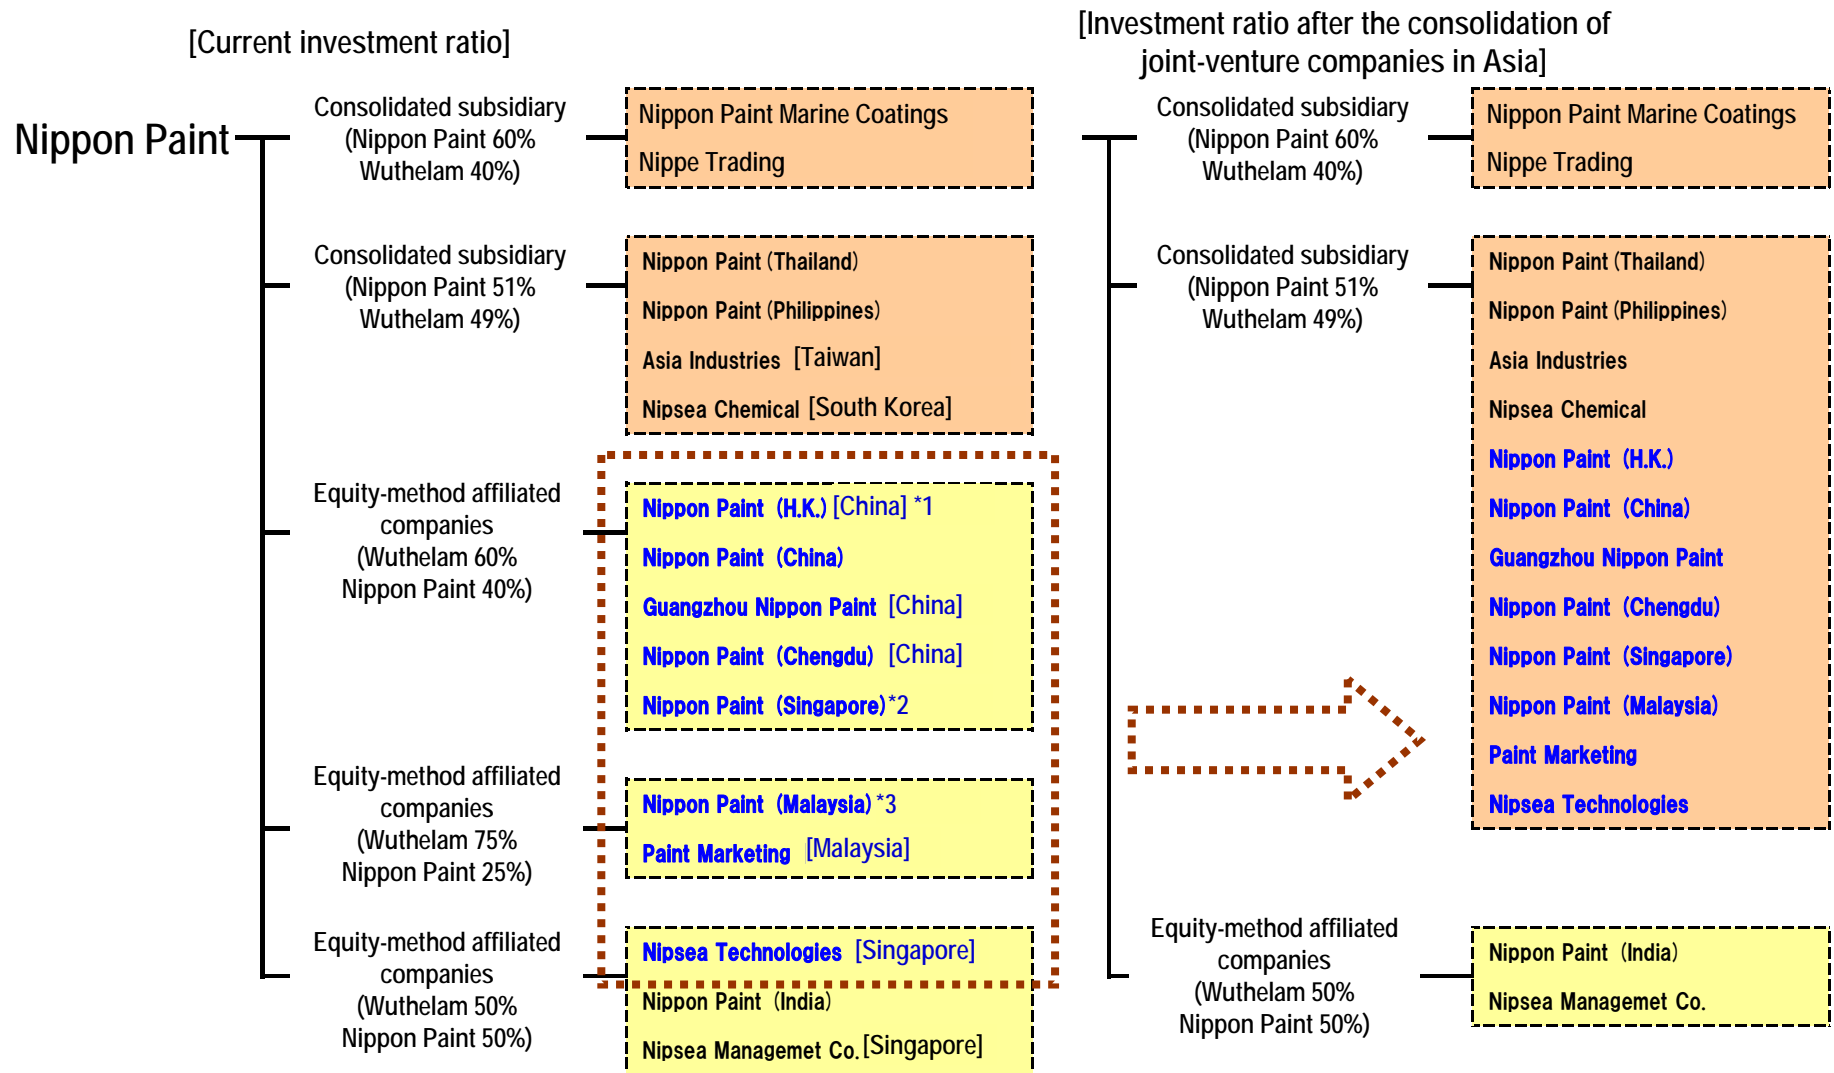 [Current investment ratio]
[Investment ratio after the consolidation of
joint-venture companies in Asia]
Nippon Paint
Consolidated subsidiary
(Nippon Paint 60%
Wuthelam 40%)
Nippon Paint Marine Coatings
Nippe Trading
Consolidated subsidiary
(Nippon Paint 51%
Wuthelam 49%)
Nippon Paint (Thailand)
Nippon Paint (Philippines)
Asia Industries [Taiwan]
Nipsea Chemical [South Korea]
Equity-method affiliated
companies
(Wuthelam 60%
Nippon Paint 40%)
Nippon Paint (H.K.) [China] *1
Nippon Paint (China)
Guangzhou Nippon Paint [China]
Nippon Paint (Chengdu) [China]
Nippon Paint (Singapore)*2
Equity-method affiliated
companies
(Wuthelam 75%
Nippon Paint 25%)
Nippon Paint (Malaysia) *3
Paint Marketing [Malaysia]
Equity-method affiliated
companies
(Wuthelam 50%
Nippon Paint 50%)
Nipsea Technologies [Singapore]
Nippon Paint (India)
Nipsea Managemet Co. [Singapore]
Consolidated subsidiary
(Nippon Paint 60%
Wuthelam 40%)
Nippon Paint Marine Coatings
Nippe Trading
Consolidated subsidiary
(Nippon Paint 51%
Wuthelam 49%)
Nippon Paint (Thailand)
Nippon Paint (Philippines)
Asia Industries
Nipsea Chemical
Nippon Paint (H.K.)
Nippon Paint (China)
Guangzhou Nippon Paint
Nippon Paint (Chengdu)
Nippon Paint (Singapore)
Nippon Paint (Malaysia)
Paint Marketing
Nipsea Technologies
Equity-method affiliated
companies
(Wuthelam 50%
Nippon Paint 50%)
Nippon Paint (India)
Nipsea Managemet Co.